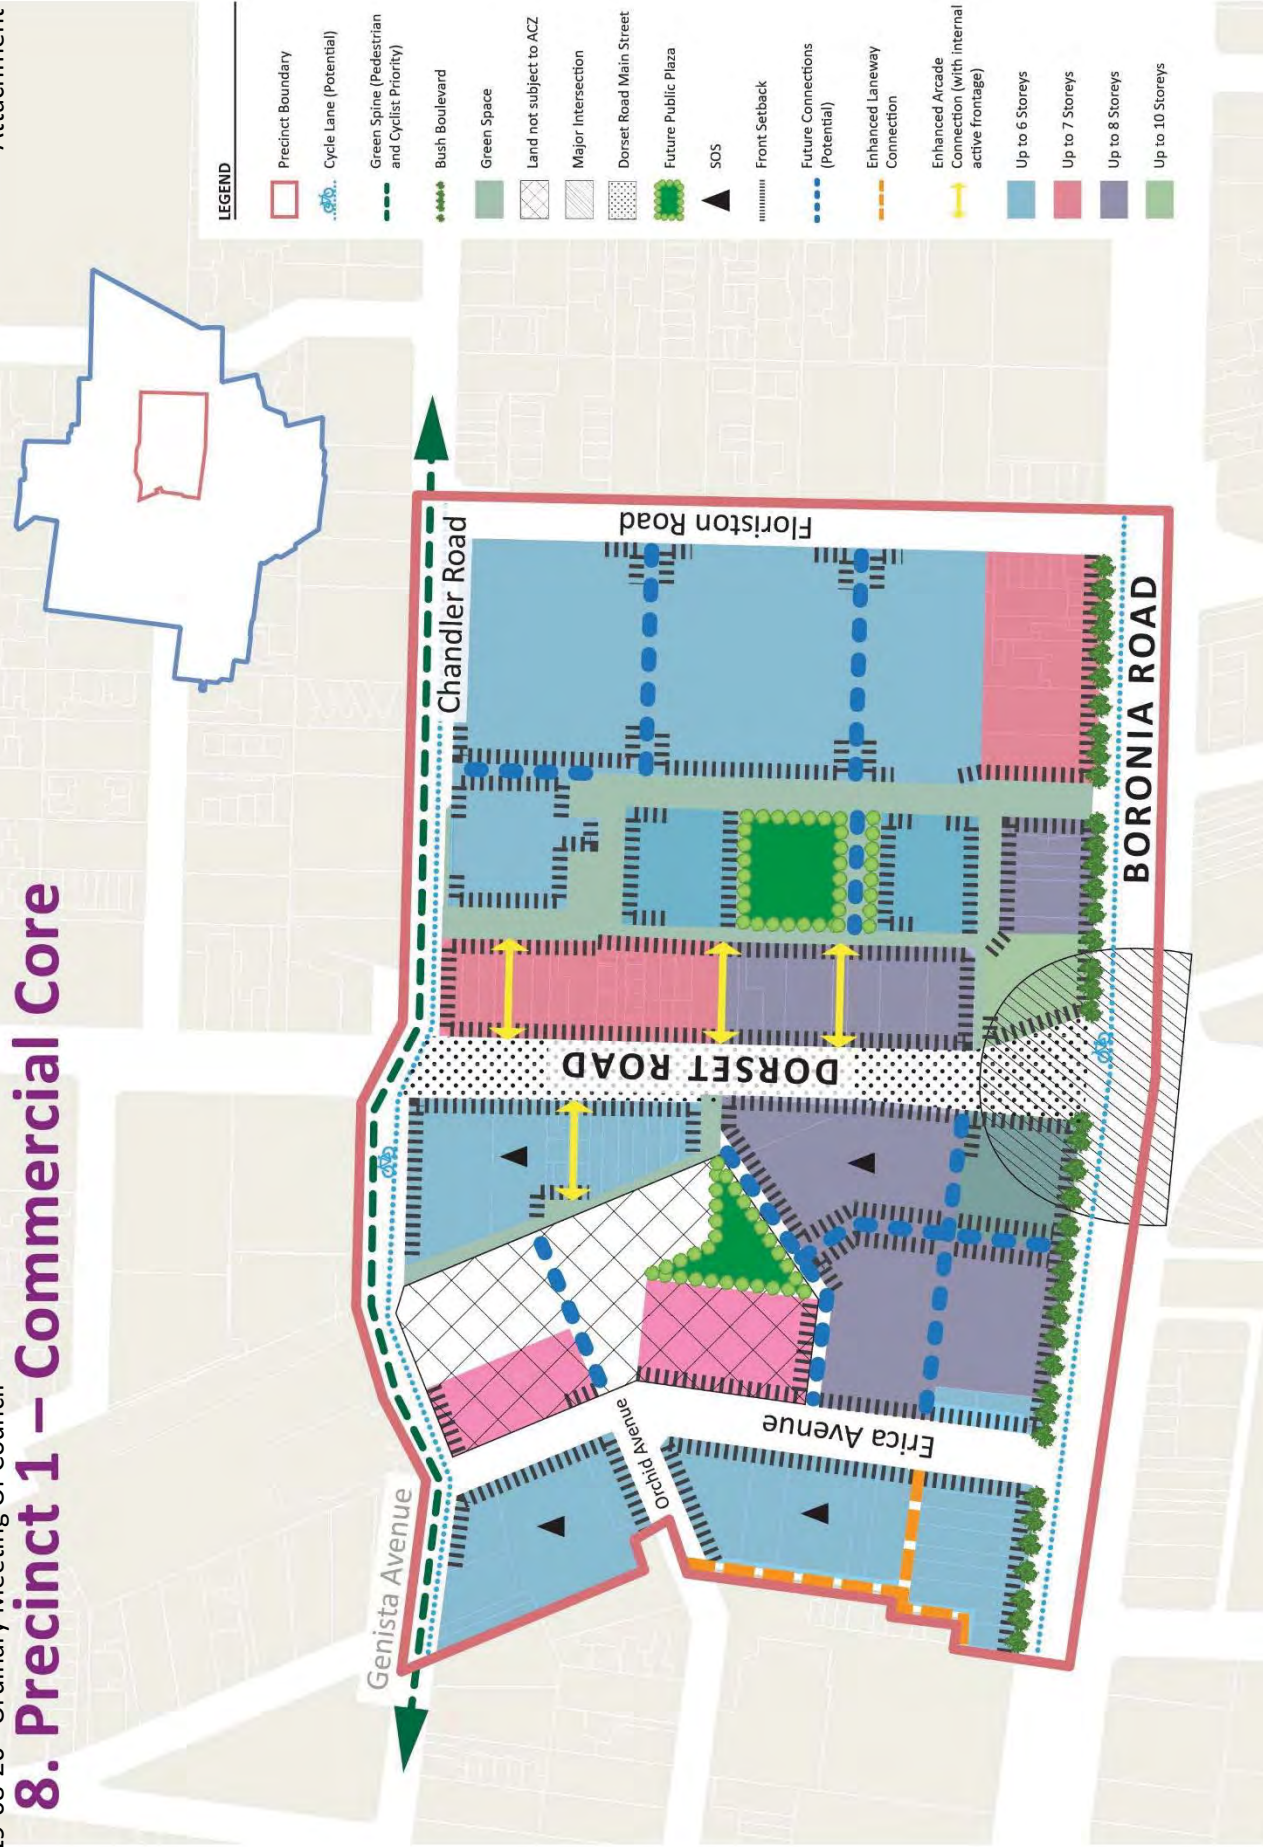 Ordinary Meeting Of Council
Attachment
8. Precinct 1 – Commercial Core
LEGEND
Precinct Boundary
Cycle Lane (Potential)
Green Spine (Pedestrian
and Cyclist Priority)
Bush Boulevard
Green Space
Land not subject to ACZ
Major Intersection
Dorset Road Main Street
Future Public Plaza
SOS
Front Setback
Future Connections
(Potential)
Enhanced Laneway
Connection
Enhanced Arcade
Connection (with internal
active frontage)
Up to 6 Storeys
Up to 7 Storeys
Up to 8 Storeys
Up to 10 Storeys
Genista Avenue
Chandler Road
Floriston Road
DORSET ROAD
Orchid Avenue
Erica Avenue
BORONIA ROAD